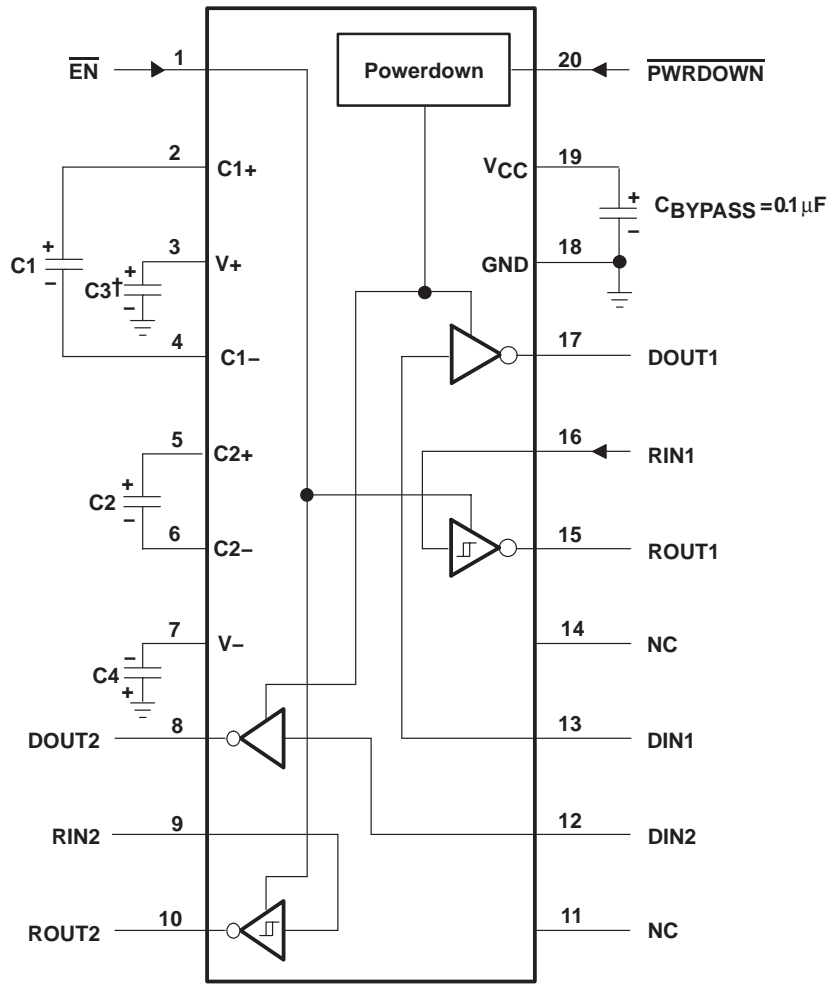 EN 1 Powerdown 20 PWRDOWN
2 C1+ VCC 19
+ − CBYPASS = 0.1 µF
C1 + −
3 V+ C3† + −
GND 18
4 C1−
17 DOUT1
5 C2+
16 RIN1
C2 + −
6 C2−
15 ROUT1
7 V−
14 NC
C4 − +
DOUT2 8
13 DIN1
RIN2 9
12 DIN2
ROUT2 10
11 NC